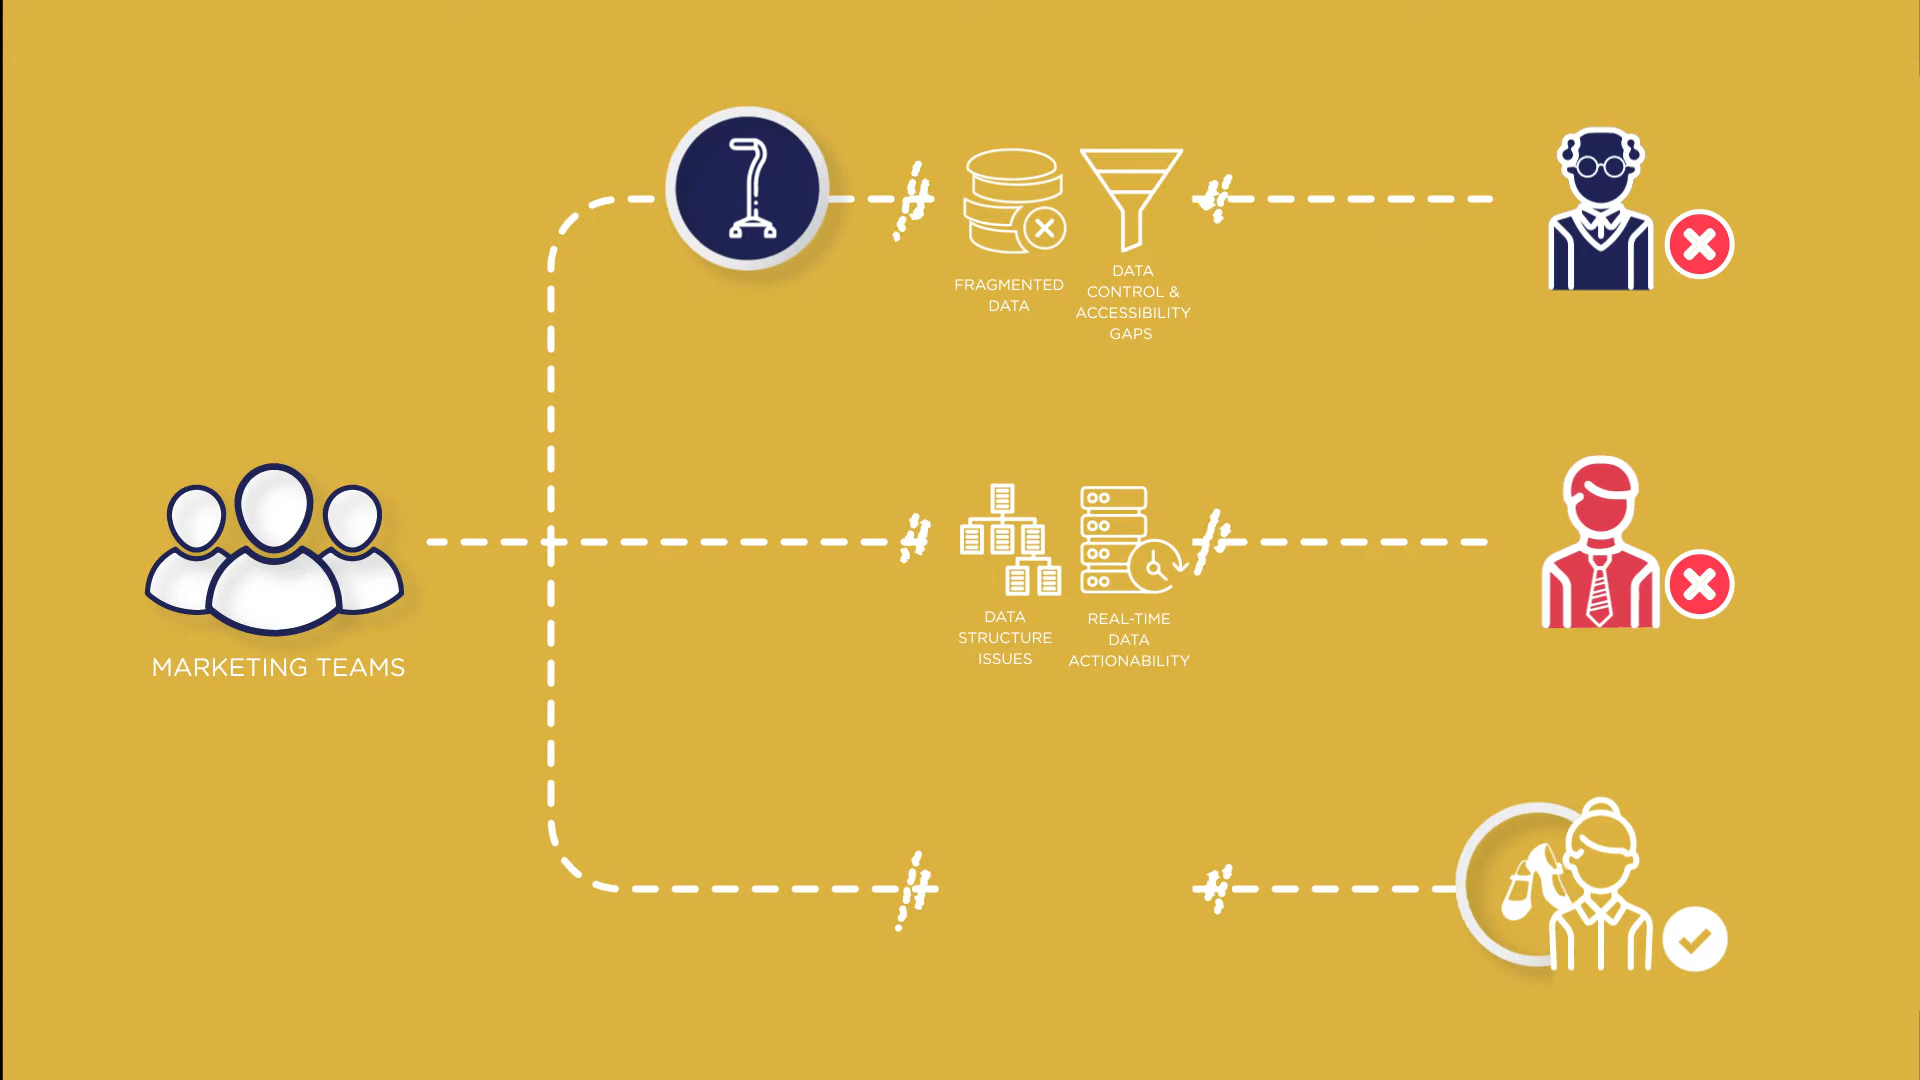 FRAGMENTED
DATA
DATA
CONTROL &
ACCESSIBILITY
GAPS
MARKETING TEAMS
DATA
STRUCTURE
ISSUES
REAL-TIME
DATA
ACTIONABILITY